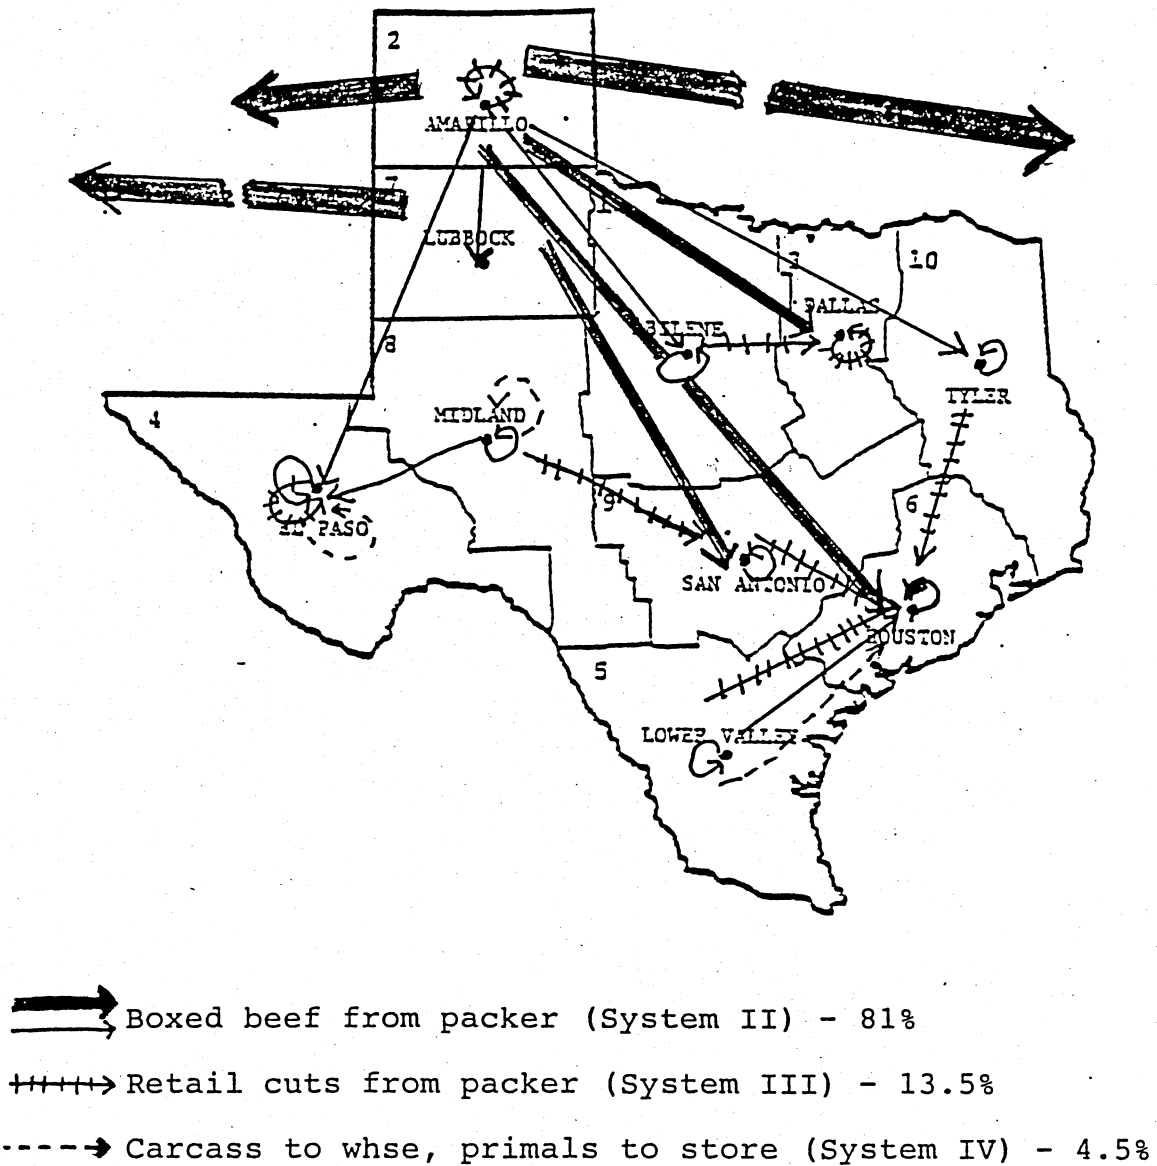 2
AMARILLO
7
LUBBOCK
1
3
10
DALLAS
8
TYLER
4
MIDLAND
9
6
EL PASO
SAN ANTONIO
HOUSTON
5
LOWER VALLEY
Boxed beef from packer (System II) - 81%
Retail cuts from packer (System III) - 13.5%
Carcass to whse, primals to store (System IV) - 4.5%